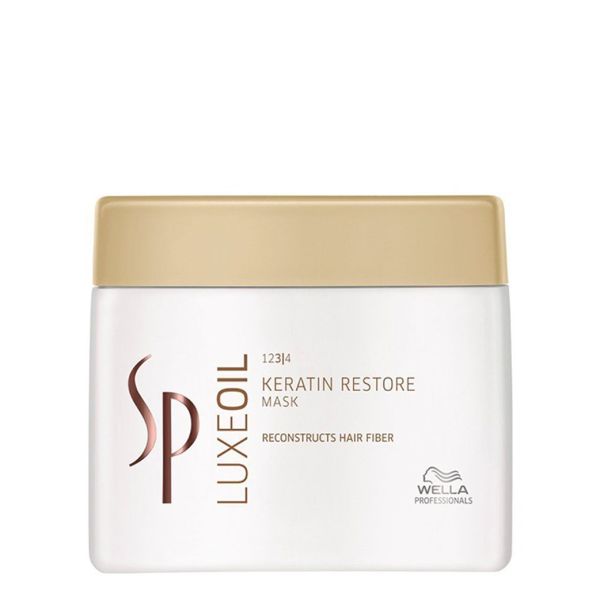 SP
LUXEOIL
123|4
KERATIN RESTORE
MASK
RECONSTRUCTS HAIR FIBER
WELLA
PROFESSIONALS